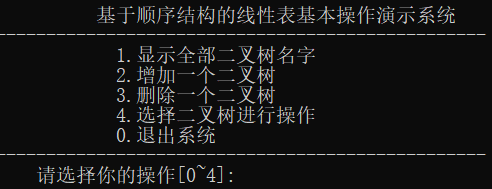 基于顺序结构的线性表基本操作演示系统
1.显示全部二叉树名字
2.增加一个二叉树
3.删除一个二叉树
4.选择二叉树进行操作
0.退出系统
请选择你的操作[0~4]: